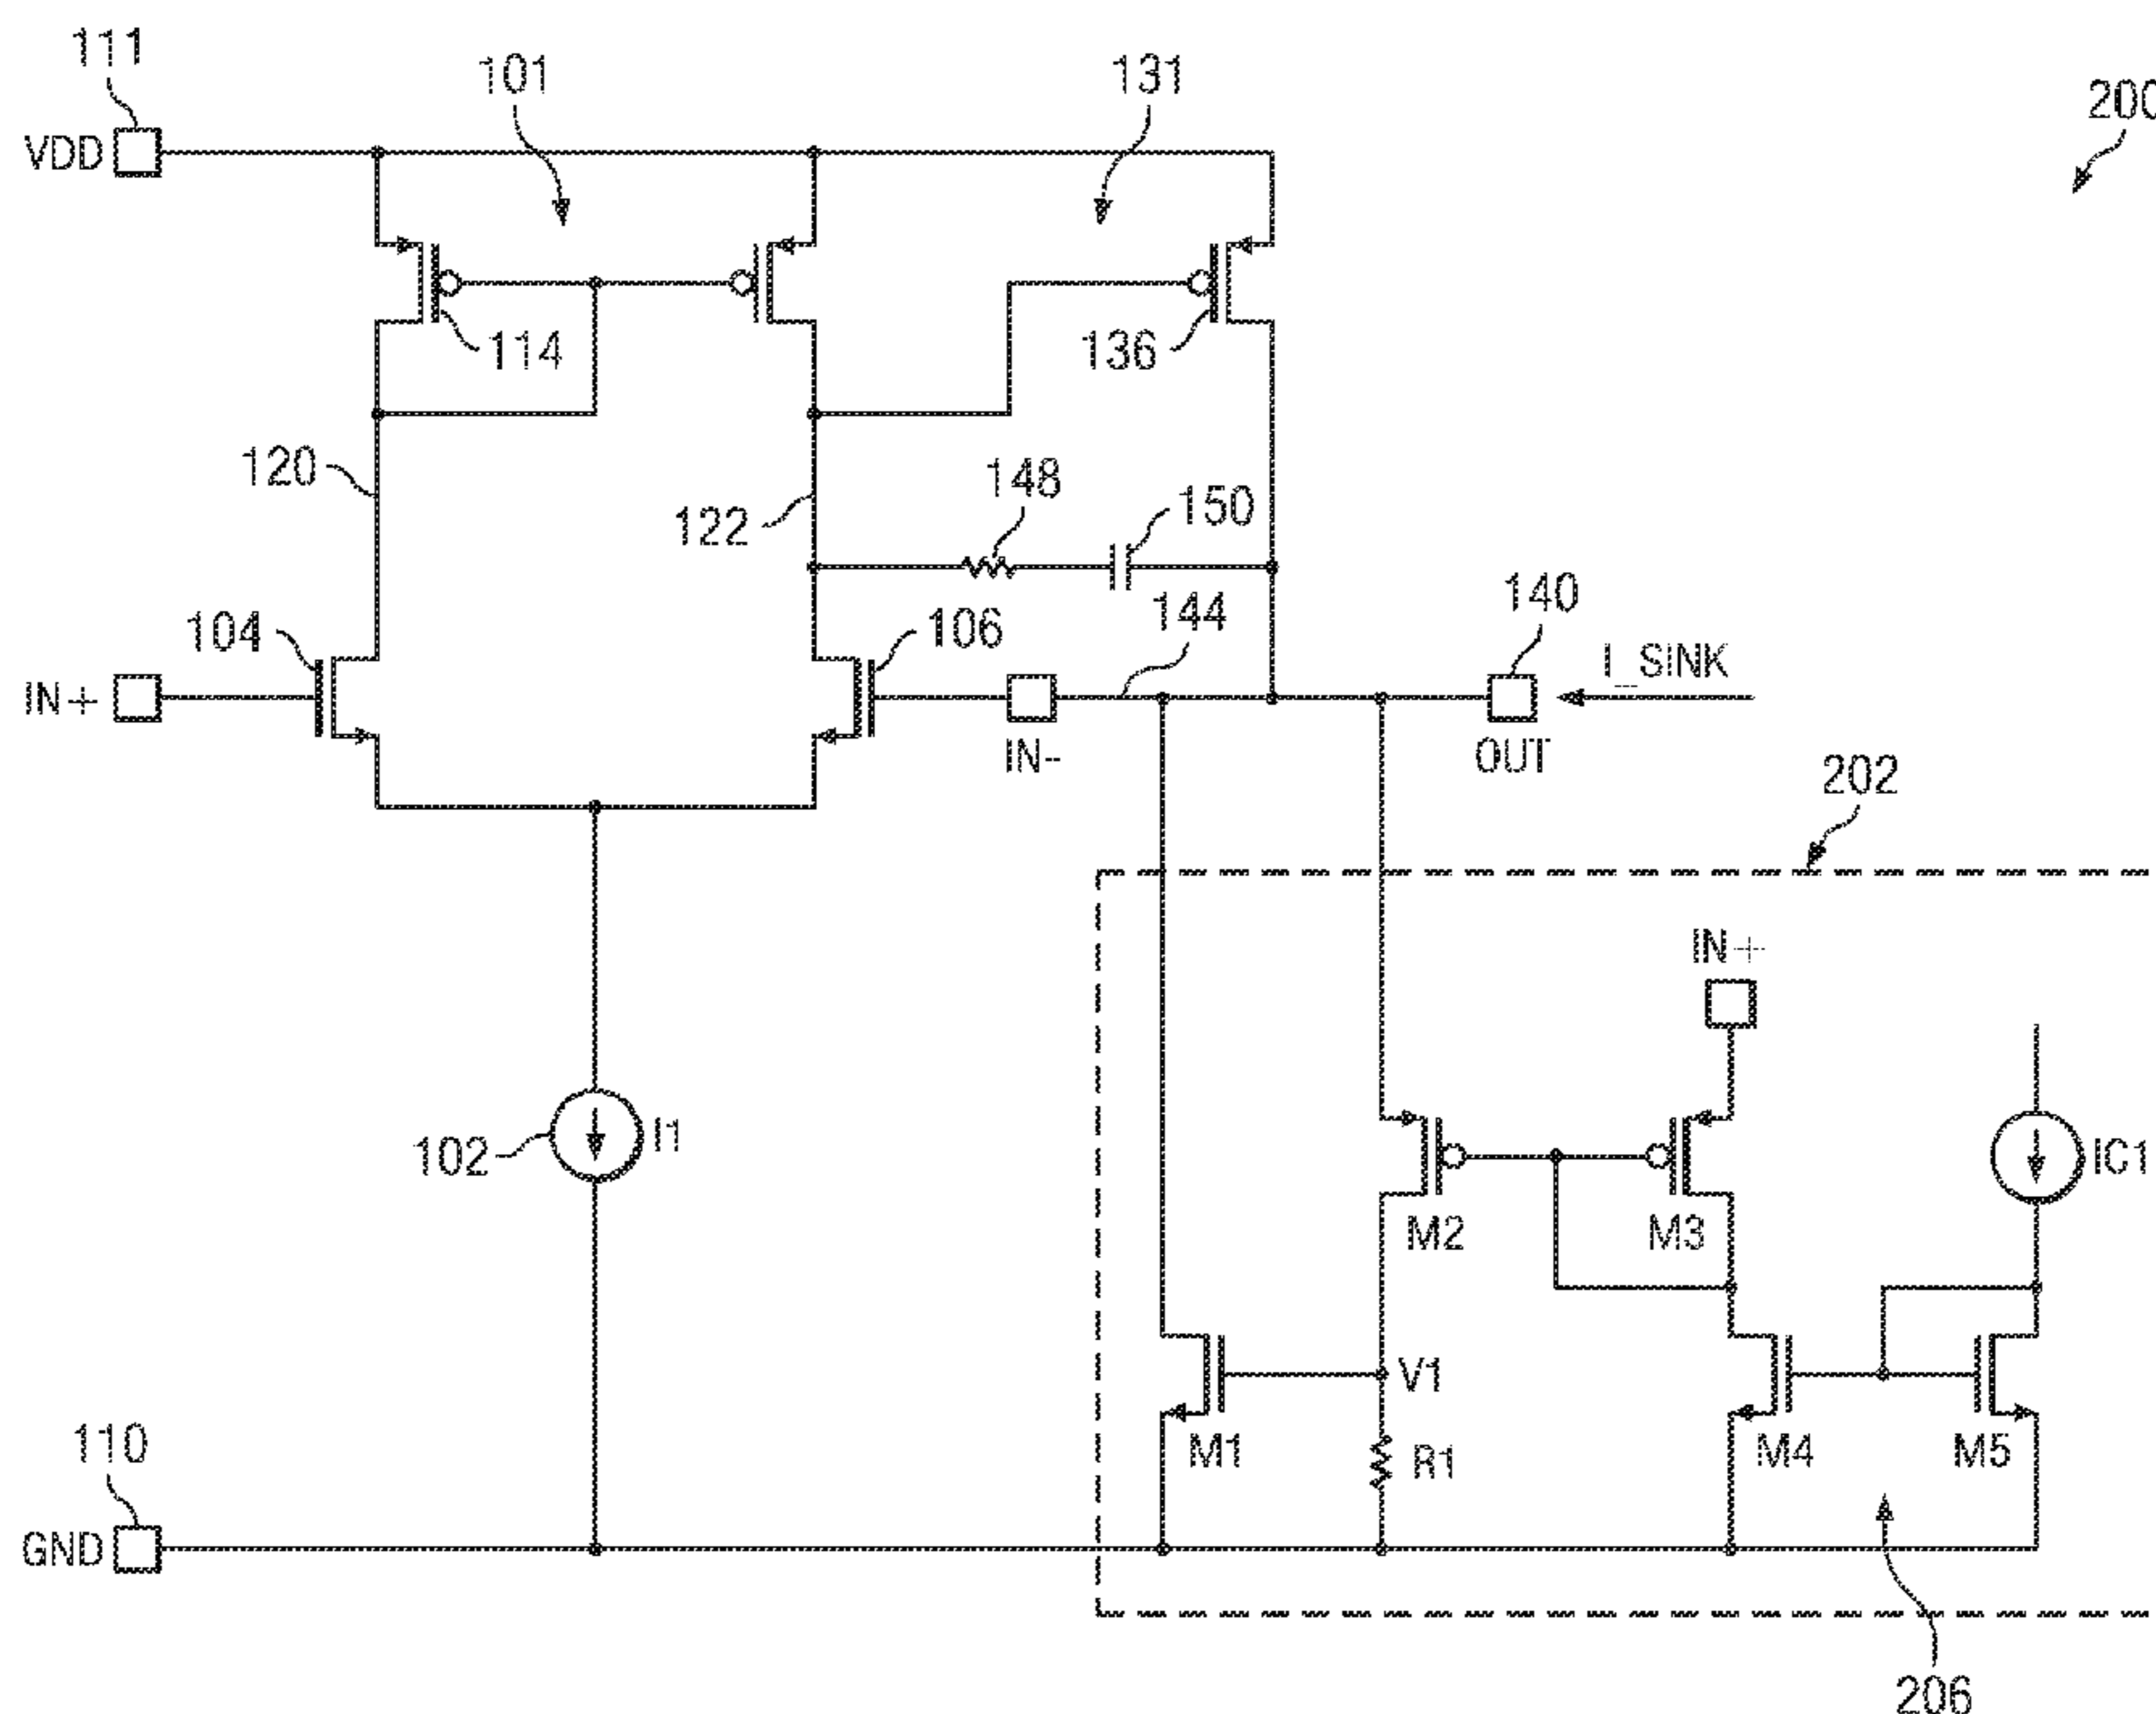 111
101
131
200
VDD
114
136
120
122
148
150
104
106
144
140
I_SINK
IN+
IN-
OUT
202
IN+
102
I1
IC1
M2
M3
V1
110
M1
R1
M4
M5
GND
206